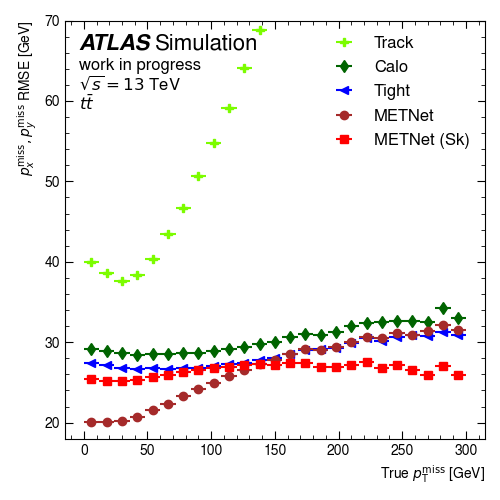 70
60
50
40
30
20
p_x^miss, p_y^miss RMSE [GeV]
ATLAS Simulation
work in progress
√s = 13 TeV
tt̄
Track
Calo
Tight
METNet
METNet (Sk)
0 50 100 150 200 250 300
True p_T^miss [GeV]